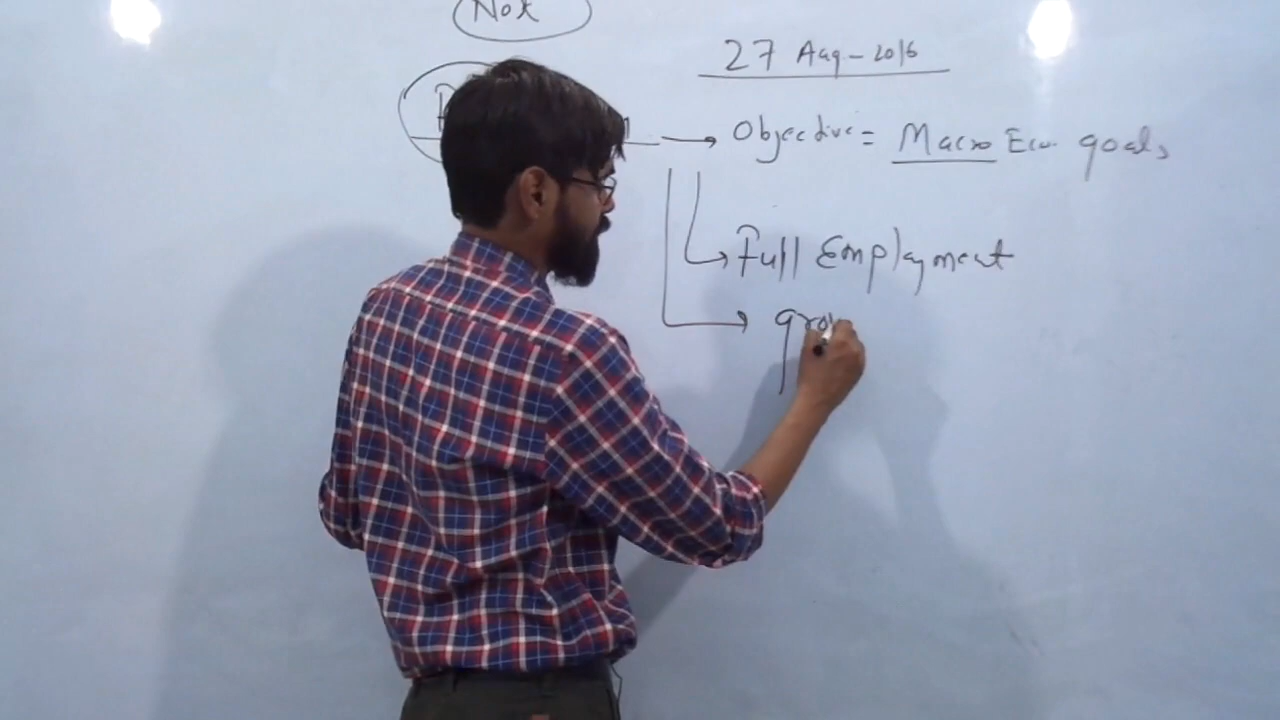 Not
27 Aug-2016
→ Objective = Macro Eco. goals
→ Full Employment
→ gro